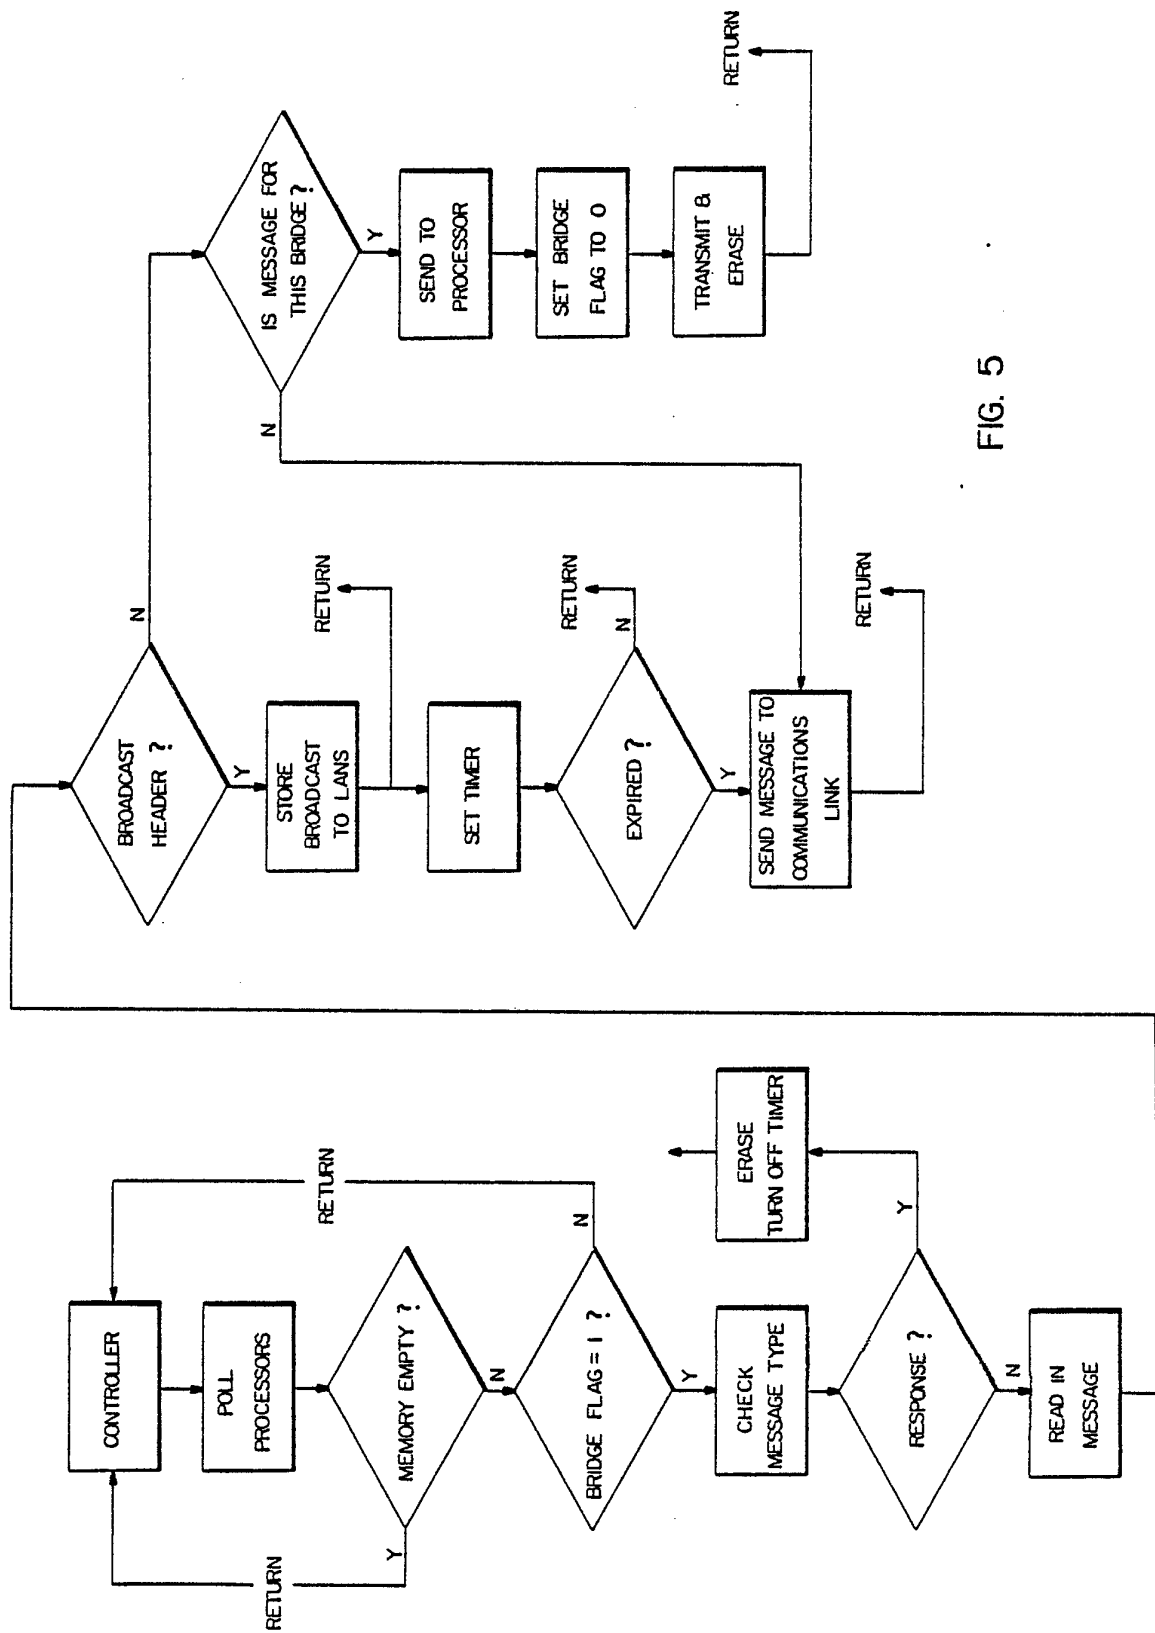 CONTROLLER
POLL
PROCESSORS
MEMORY EMPTY ?
Y
RETURN
N
BRIDGE FLAG = 1 ?
N
RETURN
Y
CHECK
MESSAGE TYPE
RESPONSE ?
Y
ERASE
TURN OFF TIMER
N
READ IN
MESSAGE
BROADCAST
HEADER ?
N
Y
STORE
BROADCAST
TO LANS
RETURN
SET TIMER
EXPIRED ?
N
RETURN
Y
SEND MESSAGE TO
COMMUNICATIONS
LINK
RETURN
IS MESSAGE FOR
THIS BRIDGE ?
N
Y
SEND TO
PROCESSOR
SET BRIDGE
FLAG TO 0
TRANSMIT &
ERASE
RETURN
FIG. 5